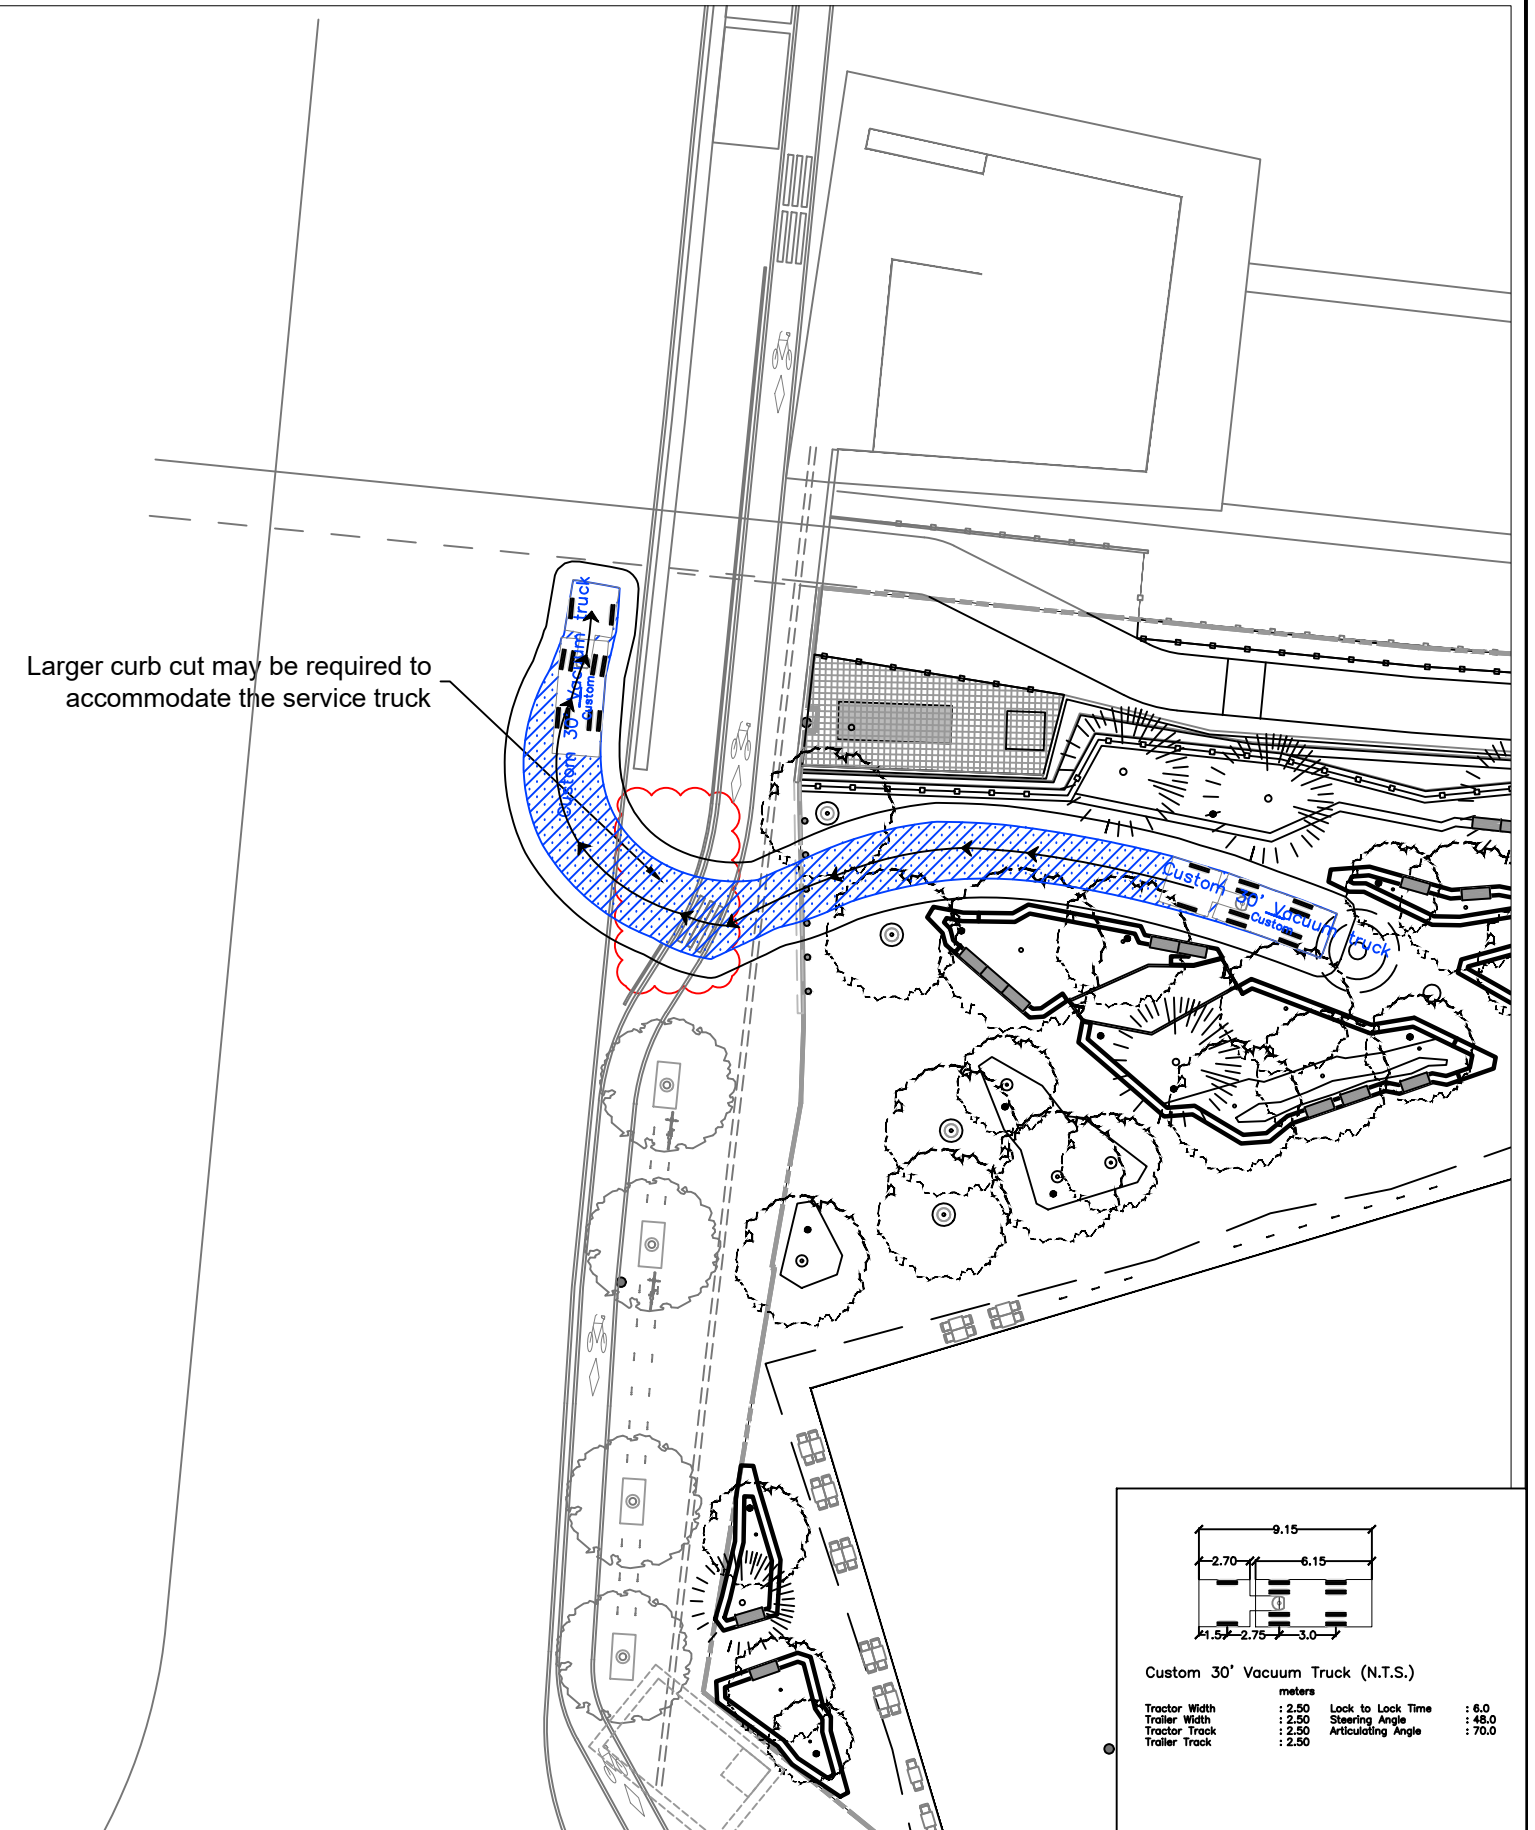 Larger curb cut may be required to
accommodate the service truck
Custom 30' Vacuum truck
Custom
Custom 30' Vacuum truck
Custom
9.15
2.70
6.15
1.5
2.75
3.0
Custom 30' Vacuum Truck (N.T.S.)
meters
Tractor Width : 2.50 Lock to Lock Time : 6.0
Trailer Width : 2.50 Steering Angle : 48.0
Tractor Track : 2.50 Articulating Angle : 70.0
Trailer Track : 2.50